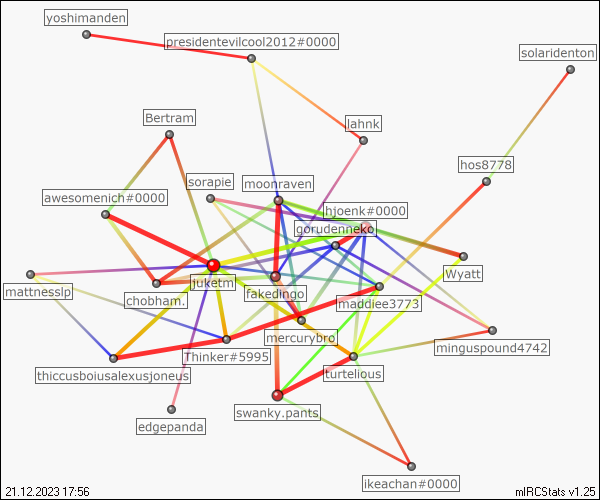 yoshimanden
presidentevilcool2012#0000
solaridenton
Bertram
lahnk
hos8778
sorapie
moonraven
awesomenich#0000
hjoenk#0000
gorudenneko
Wyatt
mattnesslp
juketm
chobham.
fakedingo
maddiee3773
mercurybro
minguspound4742
Thinker#5995
thiccusboiusalexusjoneus
turtelious
swanky.pants
edgepanda
ikeachan#0000
21.12.2023 17:56
mIRCStats v1.25